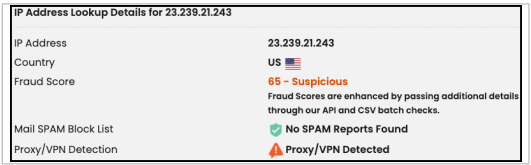 IP Address Lookup Details for 23.239.21.243
IP Address 23.239.21.243
Country US
Fraud Score 65 - Suspicious
Fraud Scores are enhanced by passing additional details
through our API and CSV batch checks.
Mail SPAM Block List No SPAM Reports Found
Proxy/VPN Detection Proxy/VPN Detected